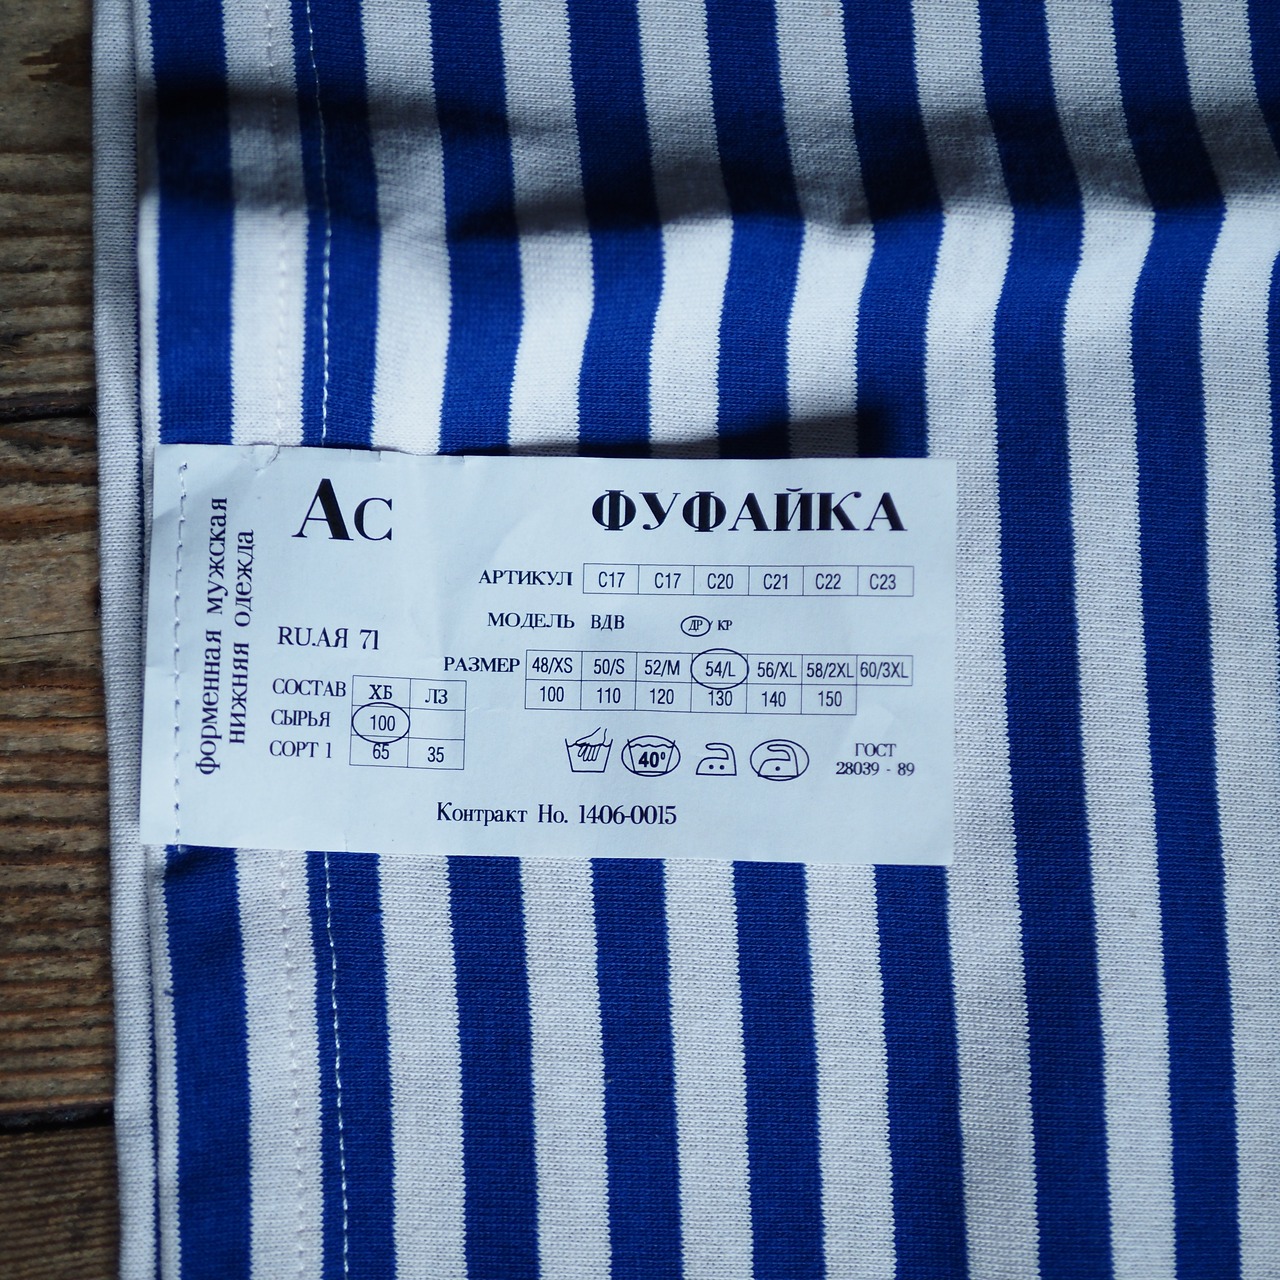 форменная мужская
нижняя одежда
Ас
ФУФАЙКА
АРТИКУЛ С17 С17 С20 С21 С22 С23
МОДЕЛЬ ВДВ ДР КР
RU.АЯ 71
РАЗМЕР 48/XS 50/S 52/M 54/L 56/XL 58/2XL 60/3XL
100 110 120 130 140 150
СОСТАВ ХБ ЛЗ
СЫРЬЯ 100
СОРТ 1 65 35
40°
ГОСТ
28039 - 89
Контракт Но. 1406-0015